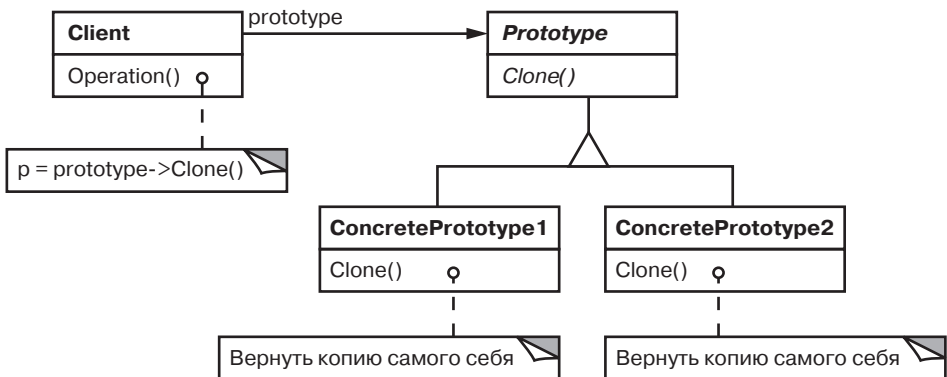 prototype
Client
Prototype
Operation()
Clone()
p = prototype->Clone()
ConcretePrototype1
ConcretePrototype2
Clone()
Clone()
Вернуть копию самого себя
Вернуть копию самого себя